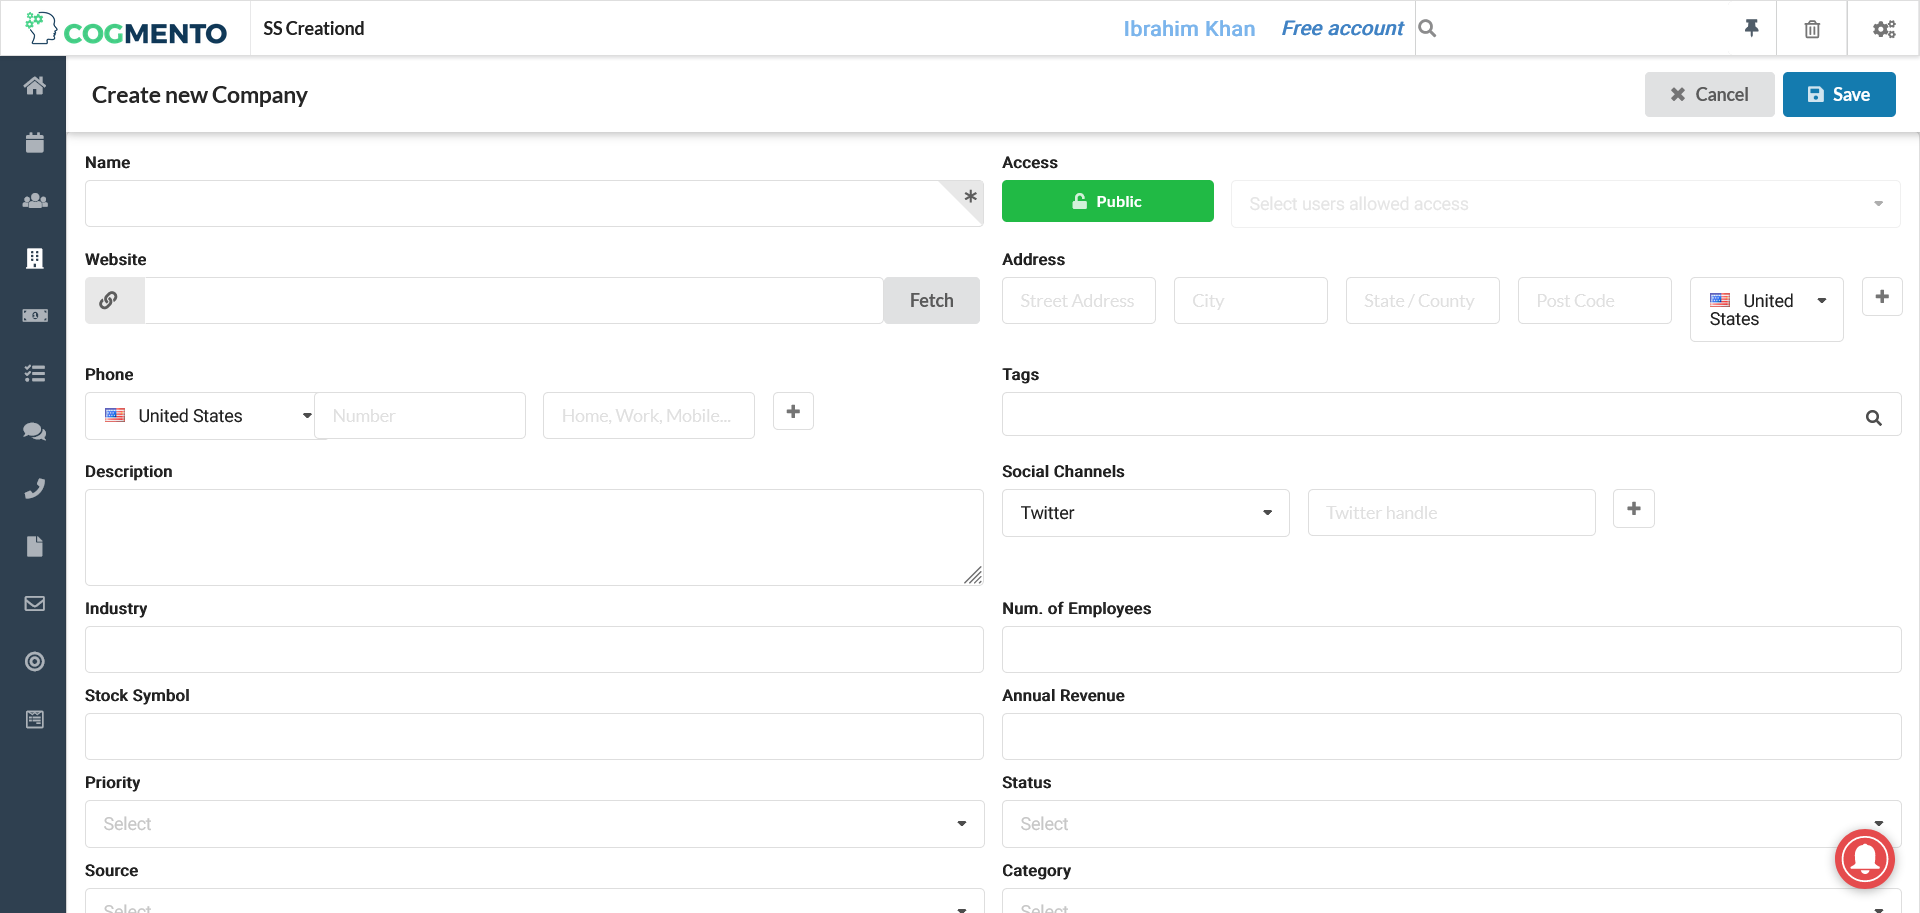 COGMENTO
SS Creationd
Ibrahim Khan
Free account
Create new Company
Cancel
Save
Name
Access
Public
Select users allowed access
Website
Address
Fetch
Street Address
City
State / County
Post Code
United
States
Phone
Tags
United States
Number
Home, Work, Mobile...
Description
Social Channels
Twitter
Twitter handle
Industry
Num. of Employees
Stock Symbol
Annual Revenue
Priority
Status
Select
Select
Source
Category
Select
Select